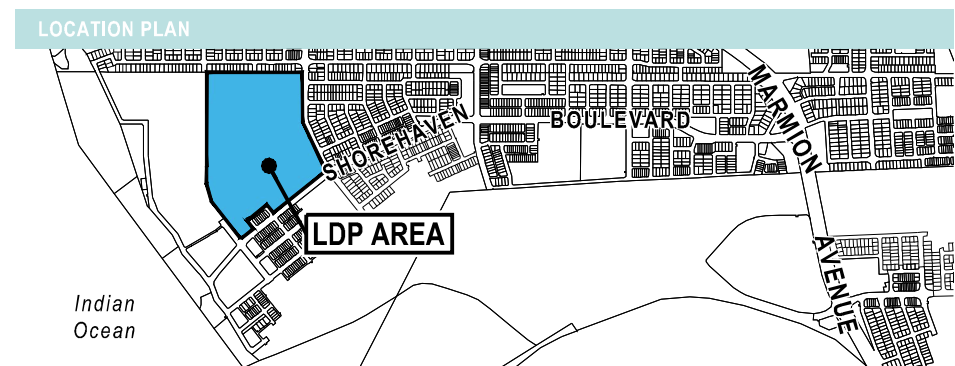 LOCATION PLAN
SHOREHAVEN
BOULEVARD
MARMION
AVENUE
LDP AREA
Indian
Ocean